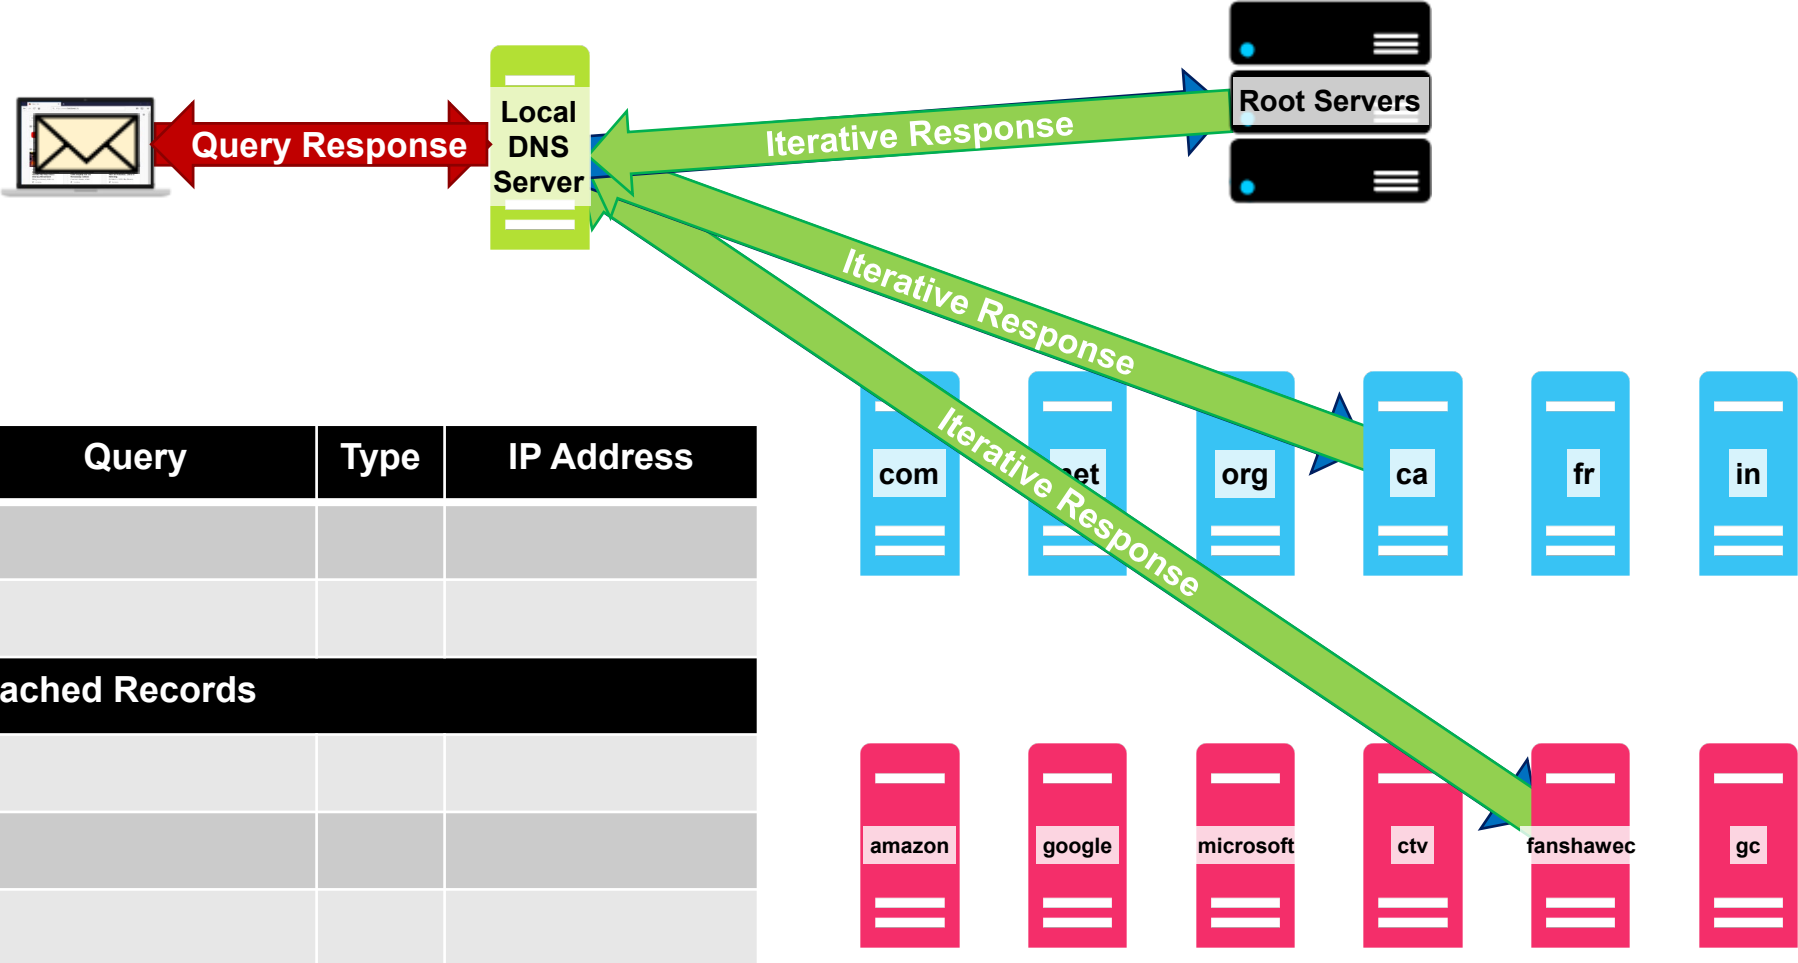 Root Servers
Local
DNS
Server
Query Response
Iterative Response
Iterative Response
Iterative Response
com
net
org
ca
fr
in
Query
Type
IP Address
ached Records
amazon
google
microsoft
ctv
fanshawec
gc